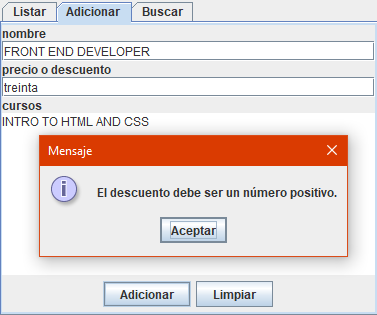 Listar Adicionar Buscar
nombre
FRONT END DEVELOPER
precio o descuento
treinta
cursos
INTRO TO HTML AND CSS
Mensaje
El descuento debe ser un número positivo.
Aceptar
Adicionar Limpiar